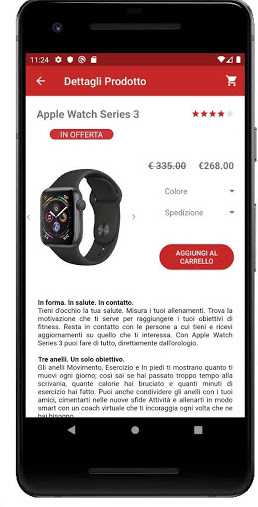 11:24
Dettagli Prodotto
Apple Watch Series 3
IN OFFERTA
€ 335.00 €268.00
Colore
Spedizione
AGGIUNGI AL
CARRELLO
In forma. In salute. In contatto.
Tieni d'occhio la tua salute. Misura i tuoi allenamenti. Trova la
motivazione che ti serve per raggiungere i tuoi obiettivi di
fitness. Resta in contatto con le persone a cui tieni e ricevi
aggiornamenti su quello che ti interessa. Con Apple Watch
Series 3 puoi fare di tutto, direttamente dall'orologio.
Tre anelli. Un solo obiettivo.
Gli anelli Movimento, Esercizio e In piedi ti mostrano quanto ti
muovi ogni giorno; così sai se hai passato troppo tempo alla
scrivania, quante calorie hai bruciato e quanti minuti di
esercizio hai fatto. Puoi anche condividere gli anelli con i tuoi
amici, cimentarti nelle nuove sfide Attività e allenarti in modo
smart con un coach virtuale che ti incoraggia ogni volta che ne
hai bisogno.